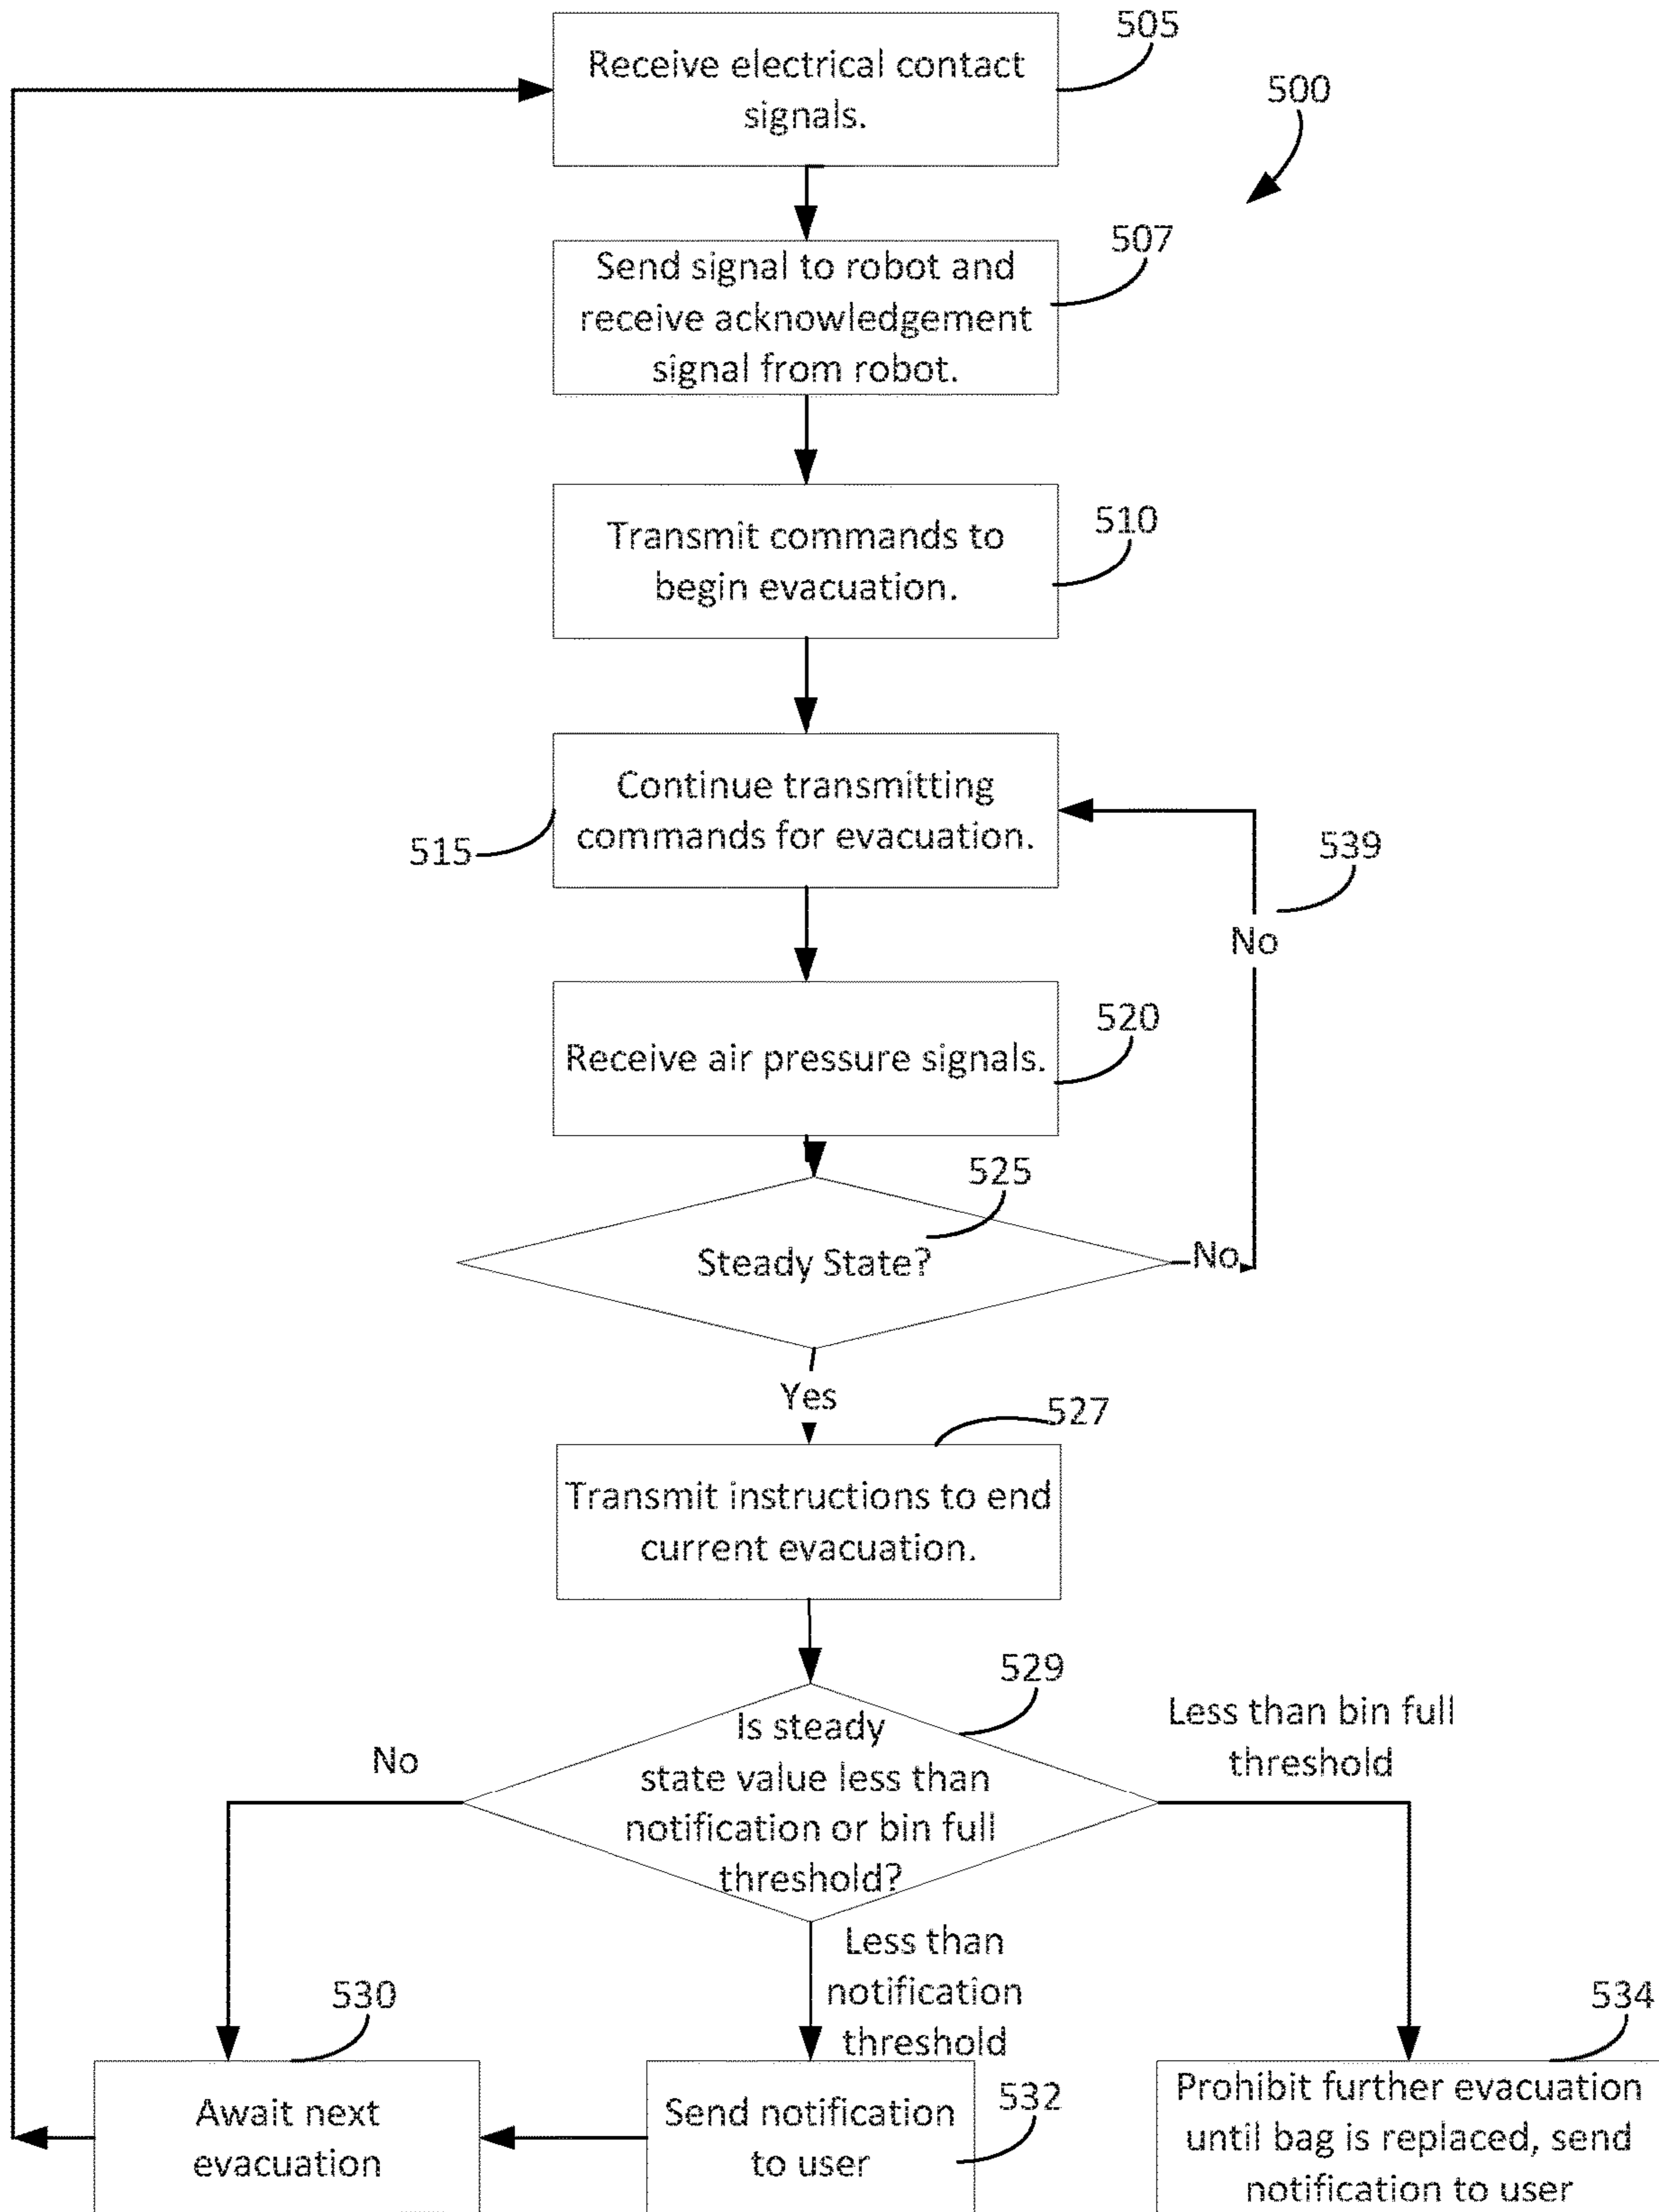 505
Receive electrical contact
signals.
500
507
Send signal to robot and
receive acknowledgement
signal from robot.
510
Transmit commands to
begin evacuation.
Continue transmitting
commands for evacuation.
515
539
No
520
Receive air pressure signals.
525
Steady State?
No
Yes
527
Transmit instructions to end
current evacuation.
529
Is steady
state value less than
notification or bin full
threshold?
No
Less than bin full
threshold
Less than
notification
threshold
530
Await next
evacuation
532
Send notification
to user
534
Prohibit further evacuation
until bag is replaced, send
notification to user